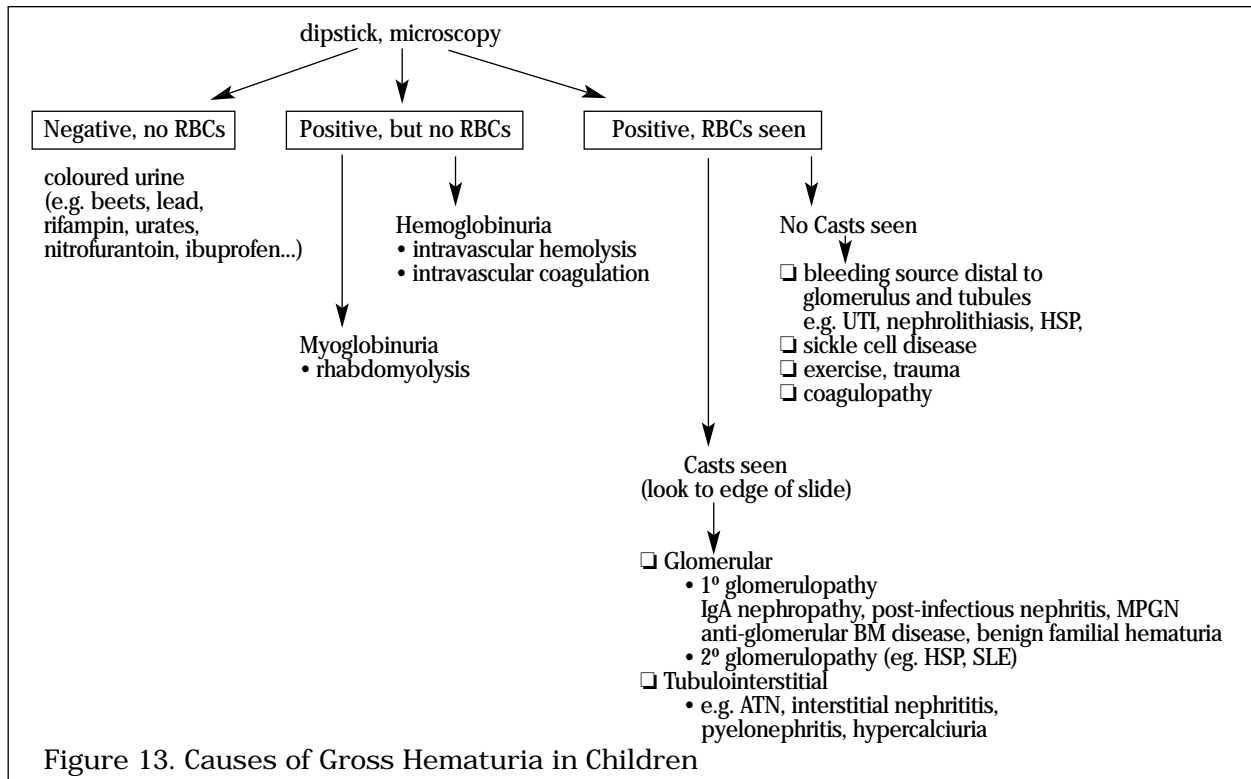 dipstick, microscopy
Negative, no RBCs
Positive, but no RBCs
Positive, RBCs seen
coloured urine
(e.g. beets, lead,
rifampin, urates,
nitrofurantoin, ibuprofen...)
Hemoglobinuria
• intravascular hemolysis
• intravascular coagulation
Myoglobinuria
• rhabdomyolysis
No Casts seen
❏ bleeding source distal to
glomerulus and tubules
e.g. UTI, nephrolithiasis, HSP,
❏ sickle cell disease
❏ exercise, trauma
❏ coagulopathy
Casts seen
(look to edge of slide)
❏ Glomerular
• 1º glomerulopathy
IgA nephropathy, post-infectious nephritis, MPGN
anti-glomerular BM disease, benign familial hematuria
• 2º glomerulopathy (eg. HSP, SLE)
❏ Tubulointerstitial
• e.g. ATN, interstitial nephrititis,
pyelonephritis, hypercalciuria
Figure 13. Causes of Gross Hematuria in Children